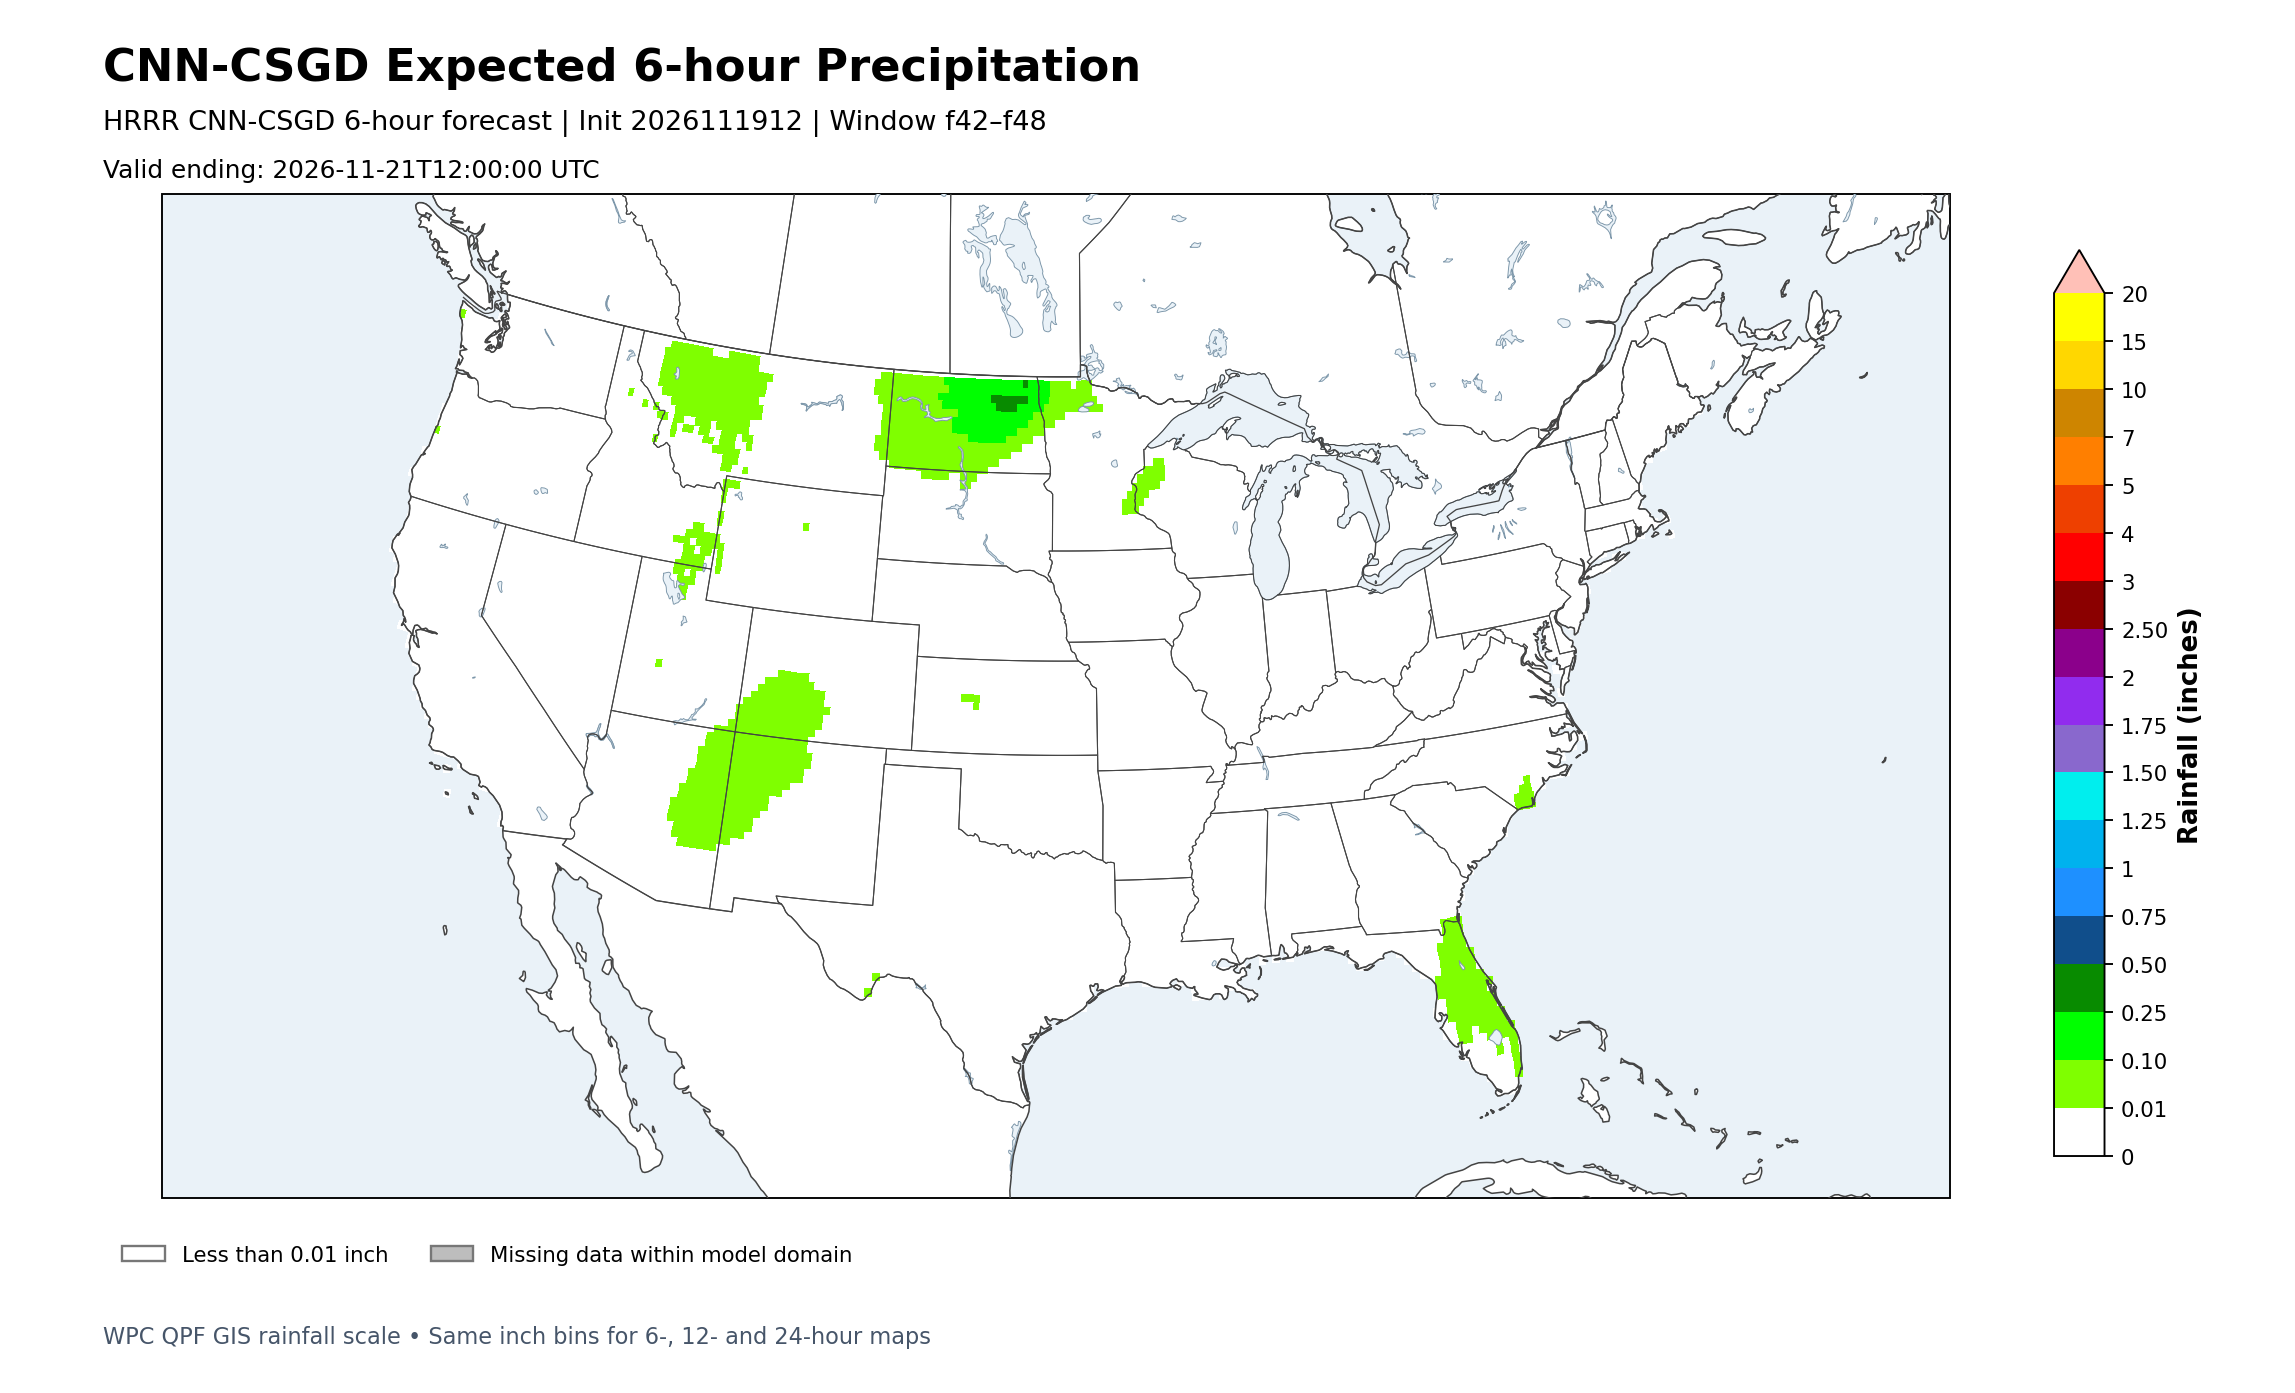 CNN-CSGD Expected 6-hour Precipitation
HRRR CNN-CSGD 6-hour forecast | Init 2026111912 | Window f42–f48
Valid ending: 2026-11-21T12:00:00 UTC
20
15
10
7
5
4
3
2.50
2
1.75
1.50
1.25
1
0.75
0.50
0.25
0.10
0.01
0
Rainfall (inches)
Less than 0.01 inch
Missing data within model domain
WPC QPF GIS rainfall scale • Same inch bins for 6-, 12- and 24-hour maps